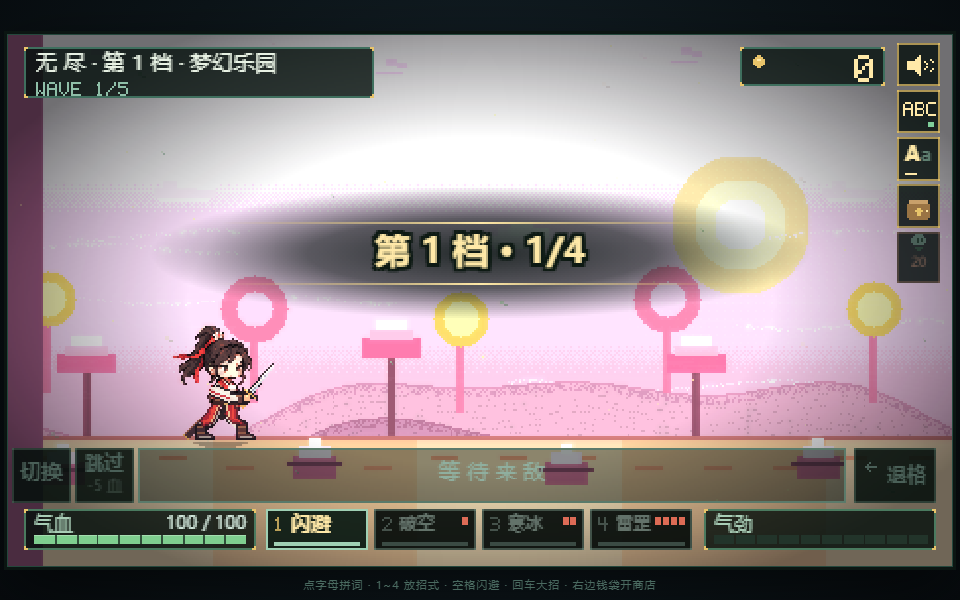 无 尽 · 第 1 档 · 梦幻乐园
WAVE 1/5
0
ABC
Aa
20
第 1 档 · 1/4
切换
跳过
-5 血
等 待 来 敌
← 退格
气血 100 / 100
1 闪避
2 破空
3 寒冰
4 雷罡
气劲
点字母拼词 · 1~4 放招式 · 空格闪避 · 回车大招 · 右边钱袋开商店